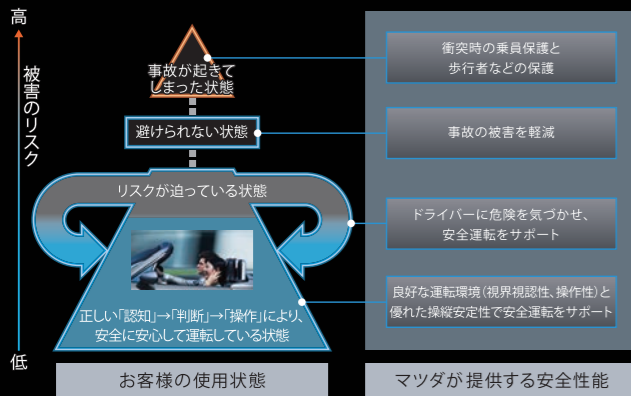 高
被害のリスク
低
事故が起きて
しまった状態
避けられない状態
リスクが迫っている状態
正しい「認知」→「判断」→「操作」により、
安全に安心して運転している状態
お客様の使用状態
衝突時の乗員保護と
歩行者などの保護
事故の被害を軽減
ドライバーに危険を気づかせ、
安全運転をサポート
良好な運転環境(視界視認性、操作性)と
優れた操縦安定性で安全運転をサポート
マツダが提供する安全性能